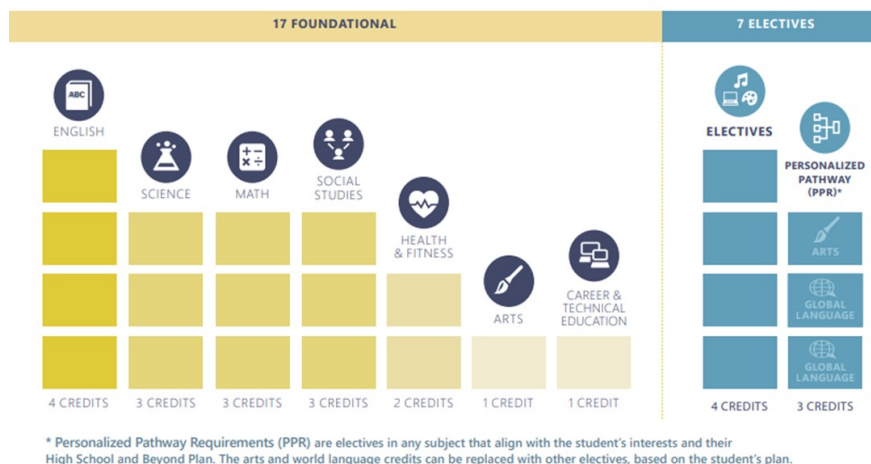 17 FOUNDATIONAL
7 ELECTIVES
ABC
ENGLISH
SCIENCE
MATH
SOCIAL
STUDIES
HEALTH
& FITNESS
ARTS
CAREER &
TECHNICAL
EDUCATION
ELECTIVES
PERSONALIZED
PATHWAY
(PPR)*
ARTS
GLOBAL
LANGUAGE
GLOBAL
LANGUAGE
4 CREDITS
3 CREDITS
3 CREDITS
3 CREDITS
2 CREDITS
1 CREDIT
1 CREDIT
4 CREDITS
3 CREDITS
* Personalized Pathway Requirements (PPR) are electives in any subject that align with the student's interests and their
High School and Beyond Plan. The arts and world language credits can be replaced with other electives, based on the student's plan.